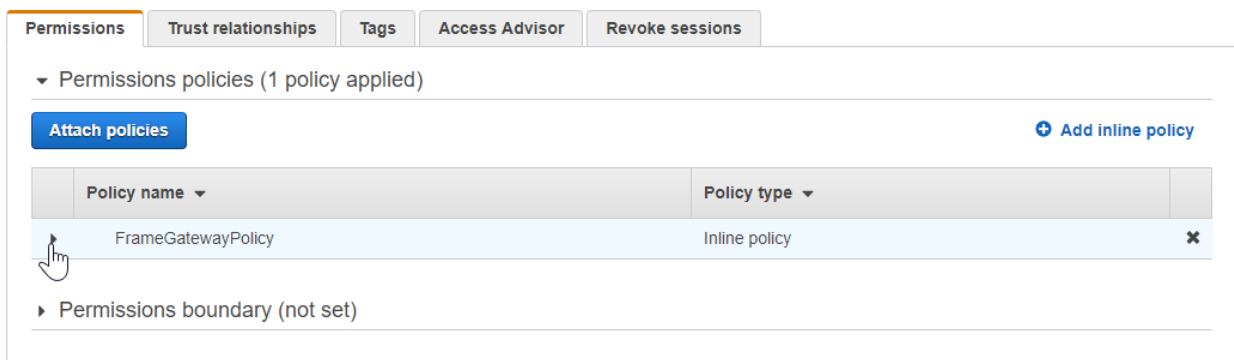 Permissions Trust relationships Tags Access Advisor Revoke sessions
Permissions policies (1 policy applied)
Attach policies Add inline policy
Policy name Policy type
FrameGatewayPolicy Inline policy
Permissions boundary (not set)